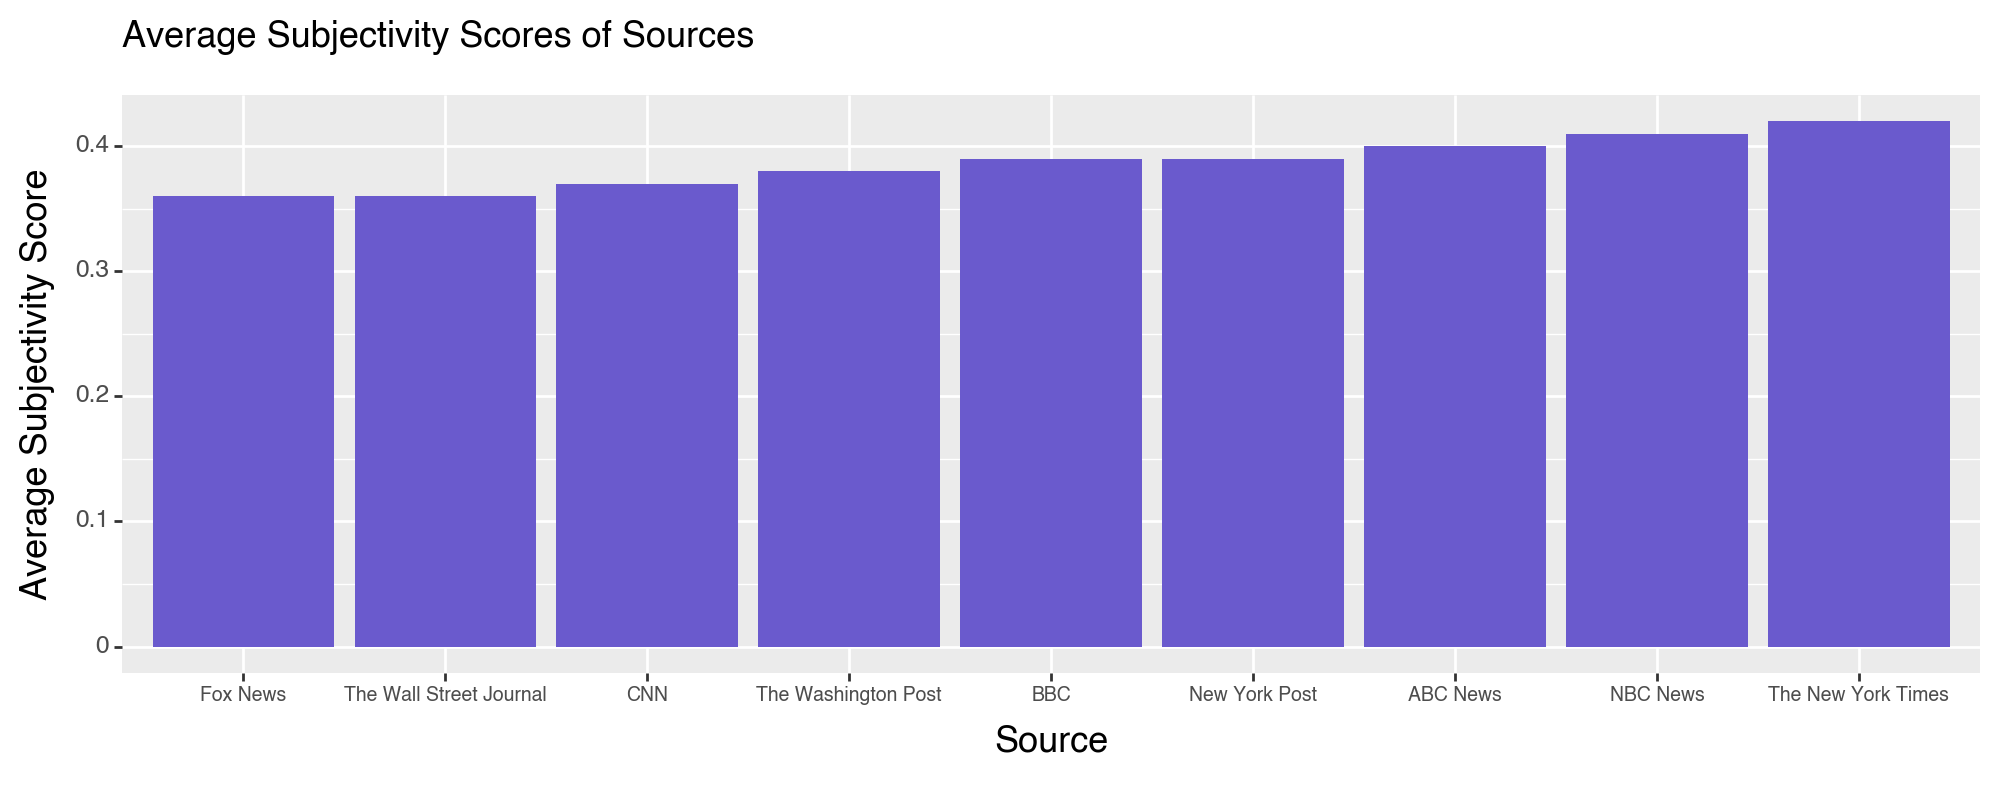 Average Subjectivity Scores of Sources
Average Subjectivity Score
0.4
0.3
0.2
0.1
0
Fox News
The Wall Street Journal
CNN
The Washington Post
BBC
New York Post
ABC News
NBC News
The New York Times
Source